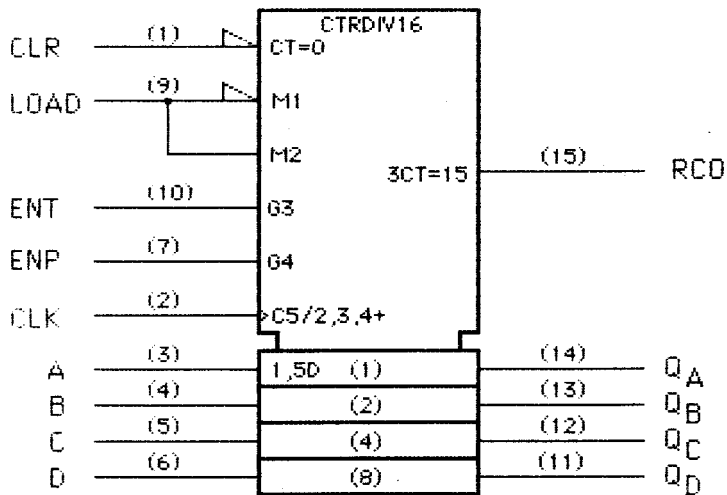 CTRDIV16
CLR (1) CT=0
LOAD (9) M1
M2
3CT=15 (15) RCO
ENT (10) G3
ENP (7) G4
CLK (2) C5/2,3,4+
A (3) 1,5D (1) (14) QA
B (4) (2) (13) QB
C (5) (4) (12) QC
D (6) (8) (11) QD